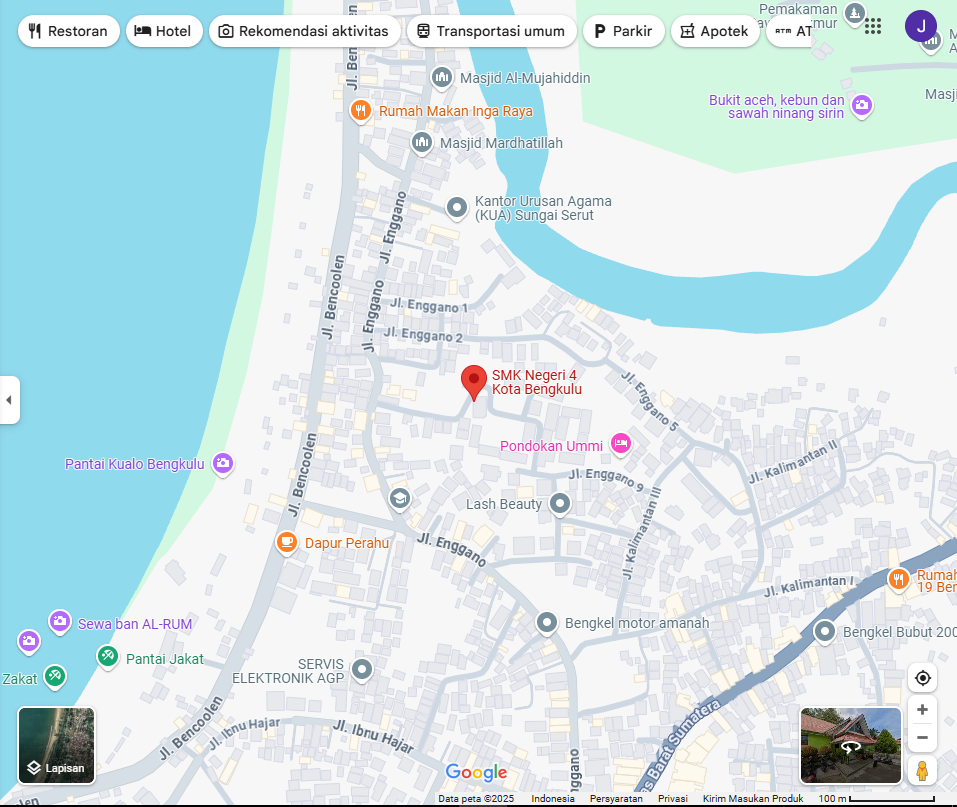 Restoran
Hotel
Rekomendasi aktivitas
Transportasi umum
Parkir
Apotek
ATM
AT
J
Pemakaman
Masjid Al-Mujahiddin
Rumah Makan Inga Raya
Bukit aceh, kebun dan
sawah ninang sirin
Masji
Masjid Mardhatillah
Kantor Urusan Agama
(KUA) Sungai Serut
Jl. Enggano
Jl. Bencoolen
Jl. Enggano
Jl. Enggano 1
Jl. Enggano 2
SMK Negeri 4
Kota Bengkulu
Jl. Enggano 5
Pondokan Ummi
Jl. Kalimantan II
Pantai Kualo Bengkulu
Jl. Bencoolen
Jl. Enggano 9
Lash Beauty
Jl. Kalimantan III
Dapur Perahu
Jl. Enggano
Jl. Kalimantan I
Rumah
19 Ben
Sewa ban AL-RUM
Bengkel motor amanah
Bengkel Bubut 200
Pantai Jakat
SERVIS
ELEKTRONIK AGP
Zakat
Jl. Bencoolen
Jl. Ibnu Hajar
Jl. Ibnu Hajar
as Barat Sumatera
nggano
Lapisan
Google
Data peta ©2025
Indonesia
Persyaratan
Privasi
Kirim Masukan Produk
100 m